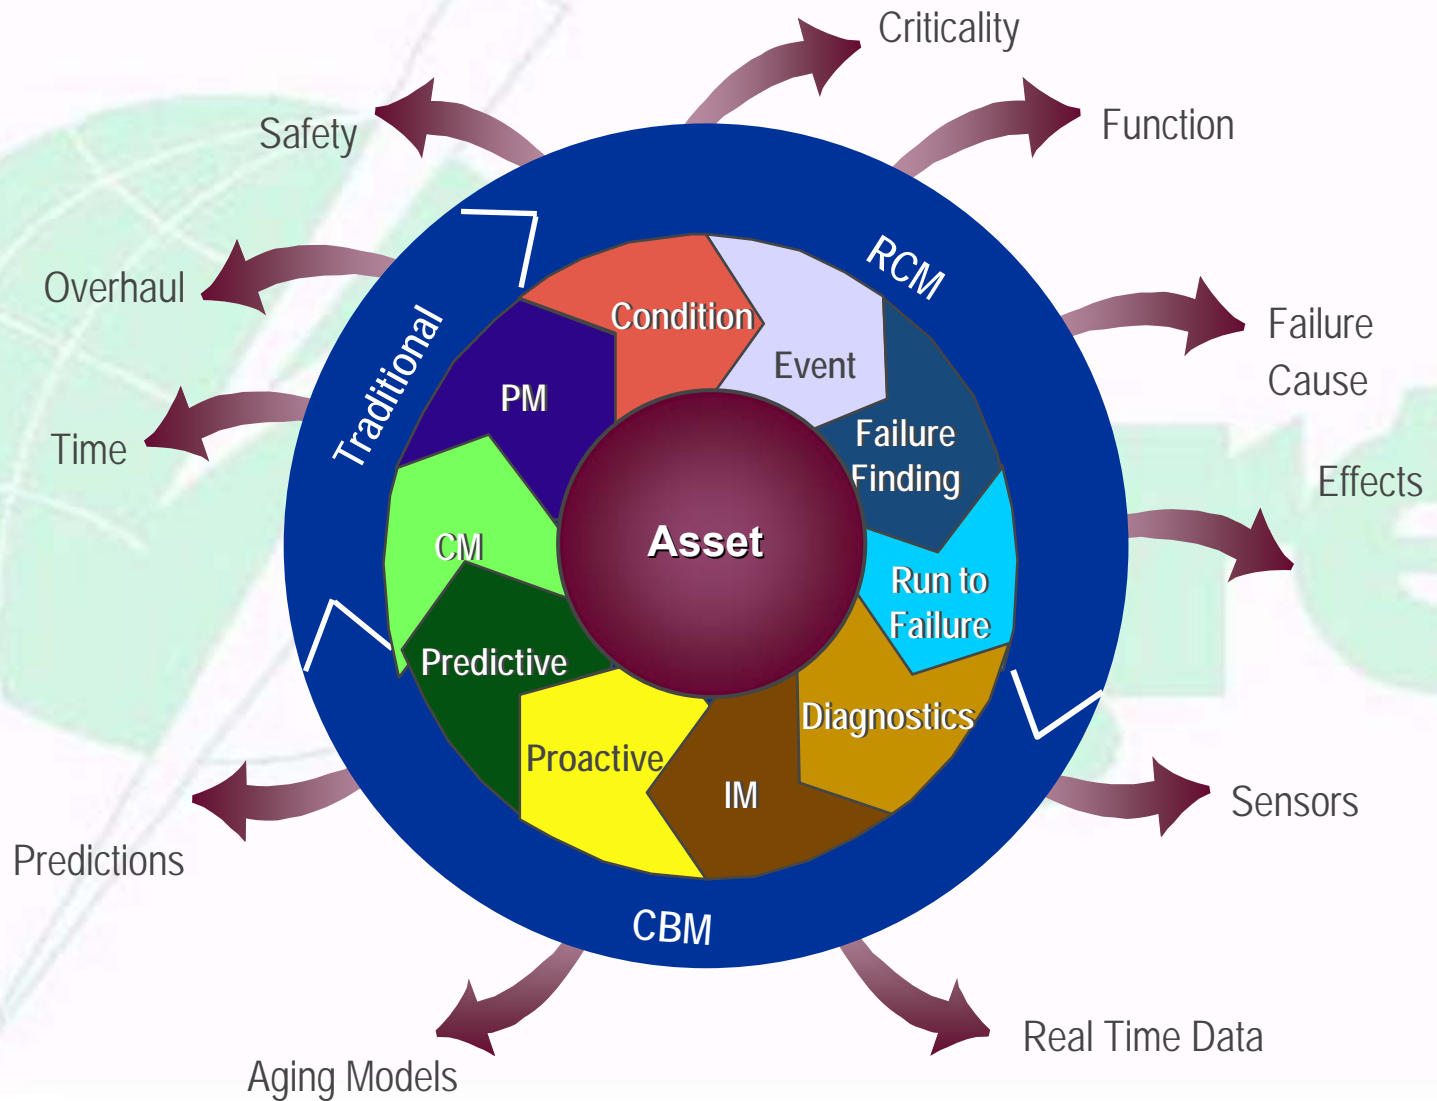 Criticality
Safety
Function
RCM
Overhaul
Traditional
Condition
Event
Failure
Cause
PM
Time
Failure
Finding
Effects
CM
Asset
Run to
Failure
Predictive
Diagnostics
Proactive
IM
Sensors
Predictions
CBM
Real Time Data
Aging Models